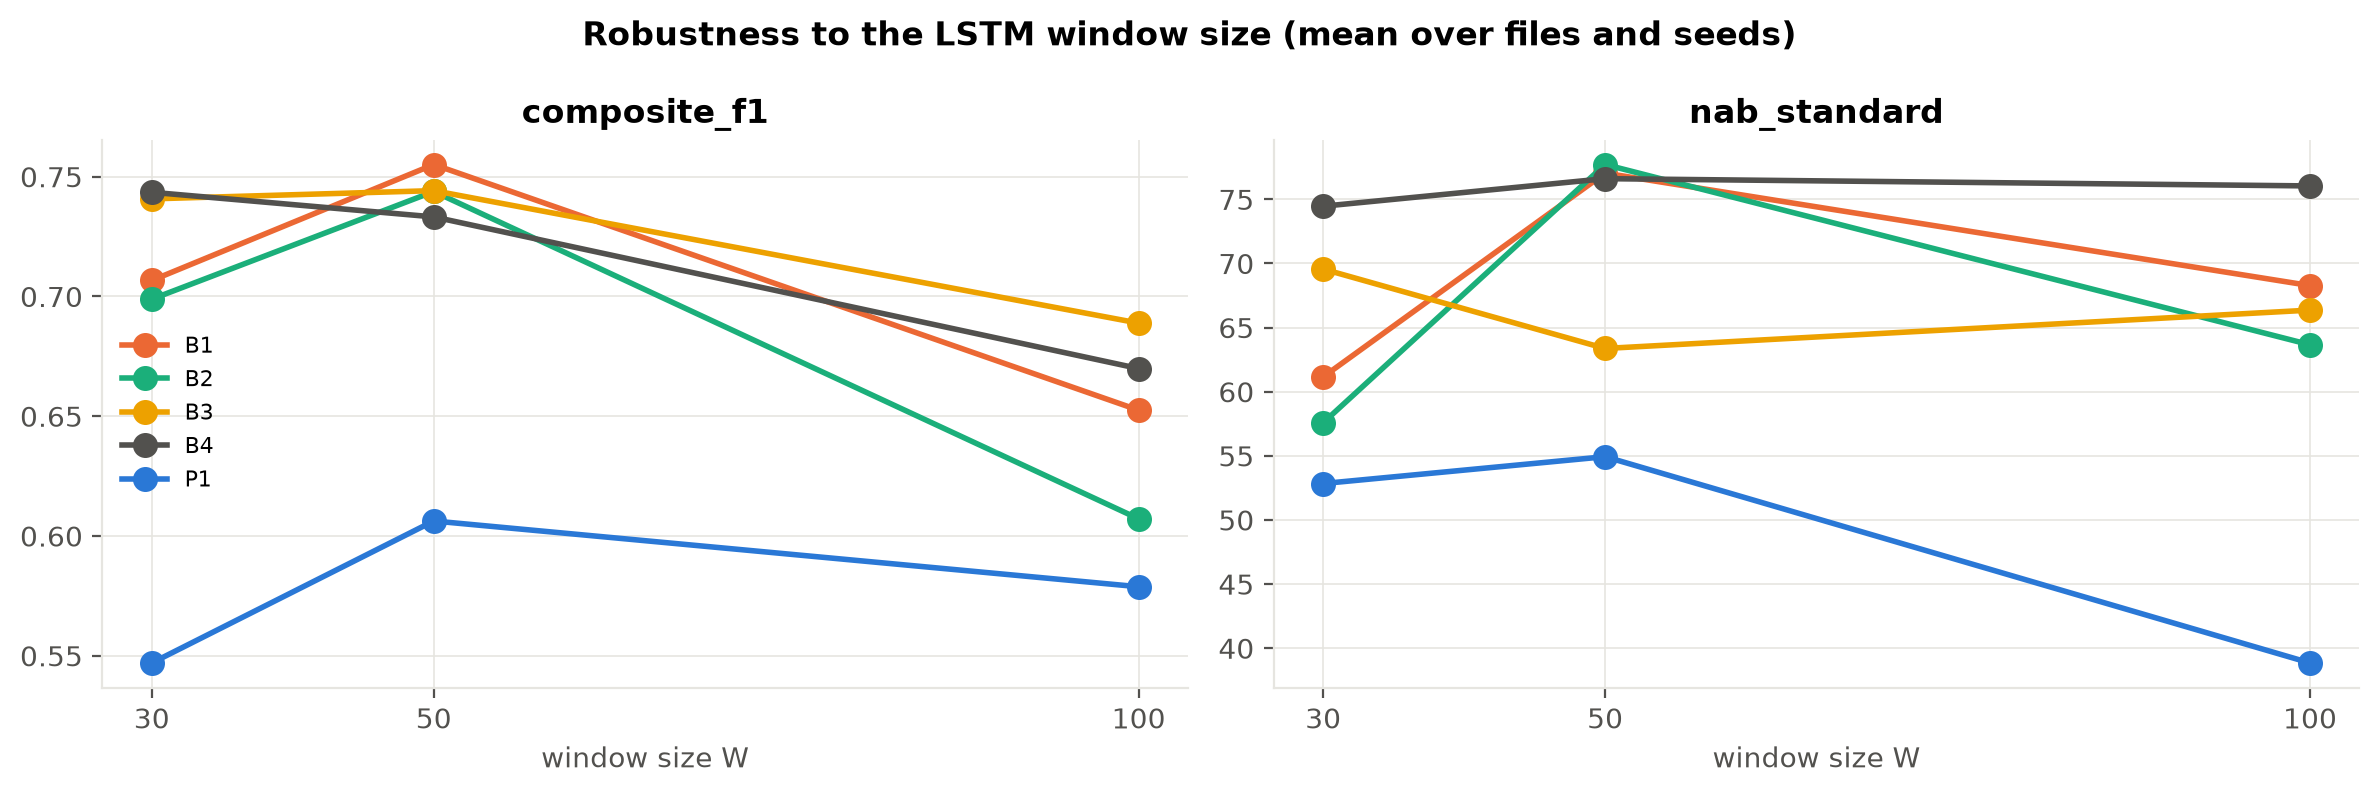 Robustness to the LSTM window size (mean over files and seeds)
composite_f1
0.75
0.70
0.65
0.60
0.55
B1
B2
B3
B4
P1
30
50
100
window size W
nab_standard
75
70
65
60
55
50
45
40
30
50
100
window size W